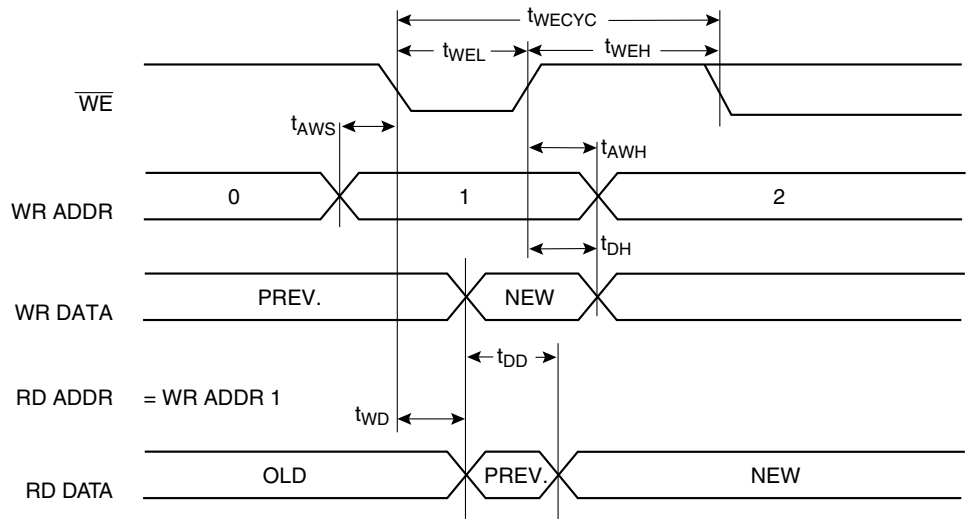 tWECYC
tWEL tWEH
WE
tAWS
tAWH
WR ADDR 0 1 2
tDH
WR DATA PREV. NEW
tDD
RD ADDR = WR ADDR 1
tWD
RD DATA OLD PREV. NEW